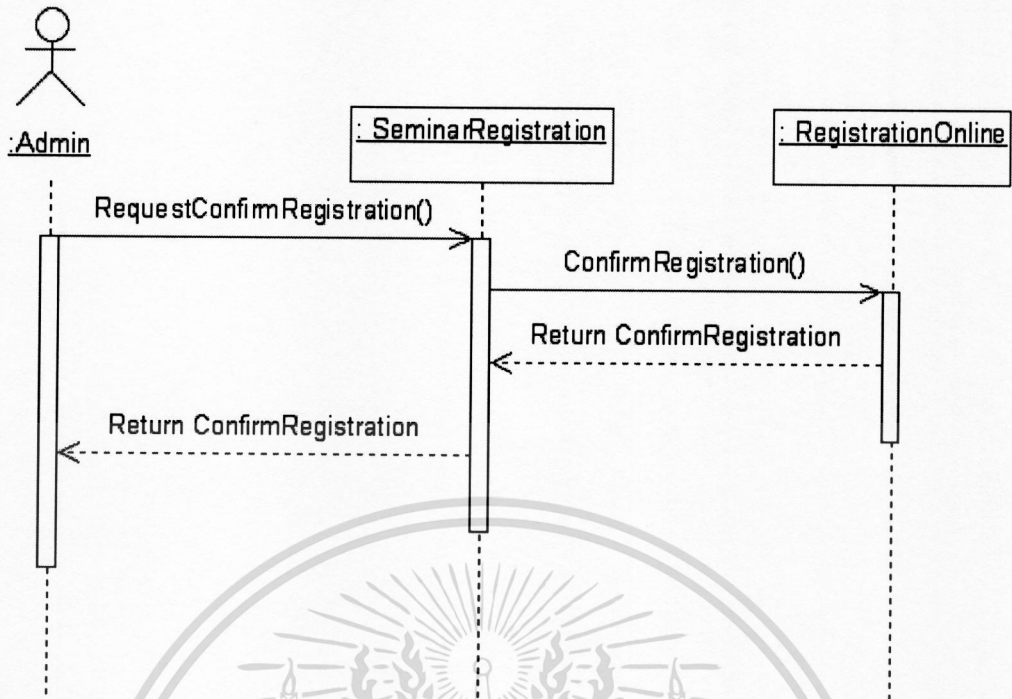 :Admin
: SeminarRegistration
: RegistrationOnline
RequestConfirmRegistration()
ConfirmRegistration()
Return ConfirmRegistration
Return ConfirmRegistration